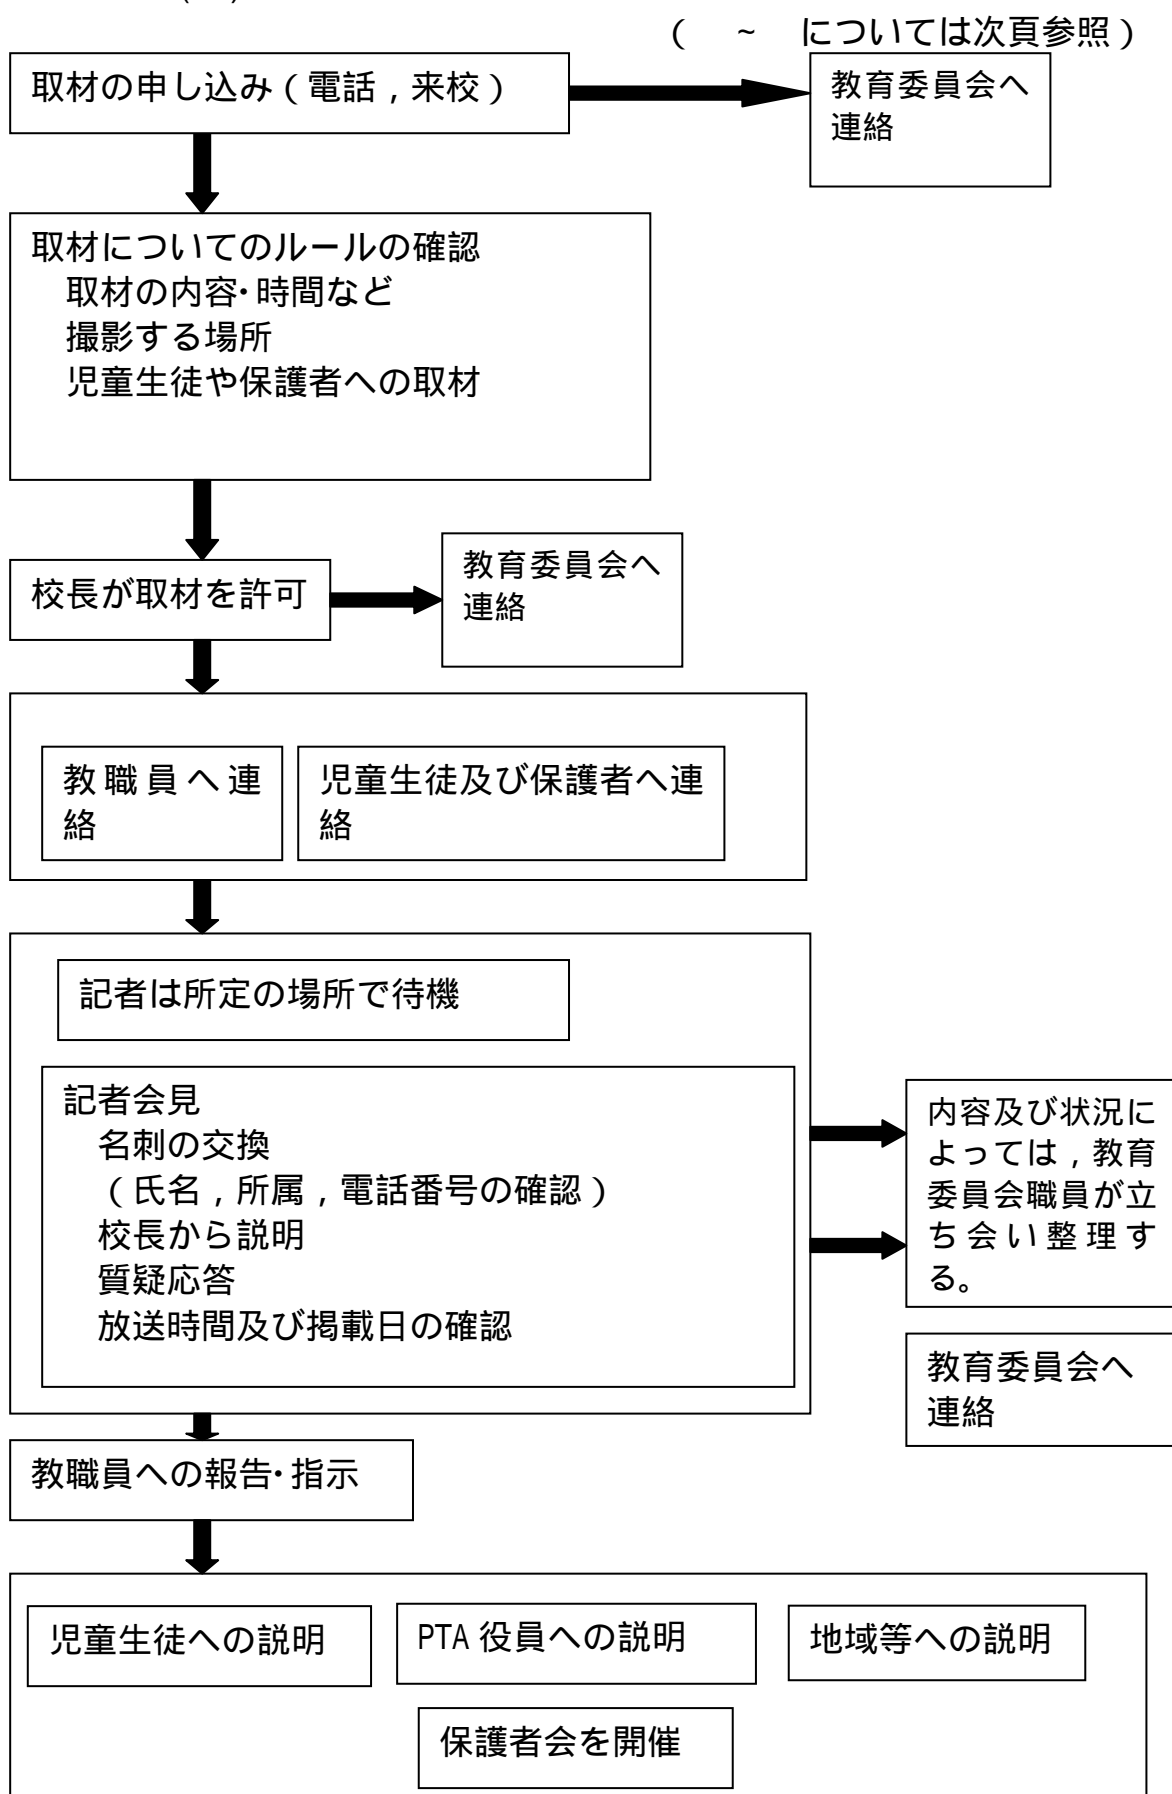 (　～　については次頁参照)
取材の申し込み(電話,来校)
教育委員会へ
連絡
取材についてのルールの確認
取材の内容・時間など
撮影する場所
児童生徒や保護者への取材
校長が取材を許可
教育委員会へ
連絡
教職員へ連
絡
児童生徒及び保護者へ連
絡
記者は所定の場所で待機
記者会見
名刺の交換
(氏名,所属,電話番号の確認)
校長から説明
質疑応答
放送時間及び掲載日の確認
内容及び状況に
よっては,教育
委員会職員が立
ち会い整理す
る。
教育委員会へ
連絡
教職員への報告・指示
児童生徒への説明
PTA 役員への説明
地域等への説明
保護者会を開催